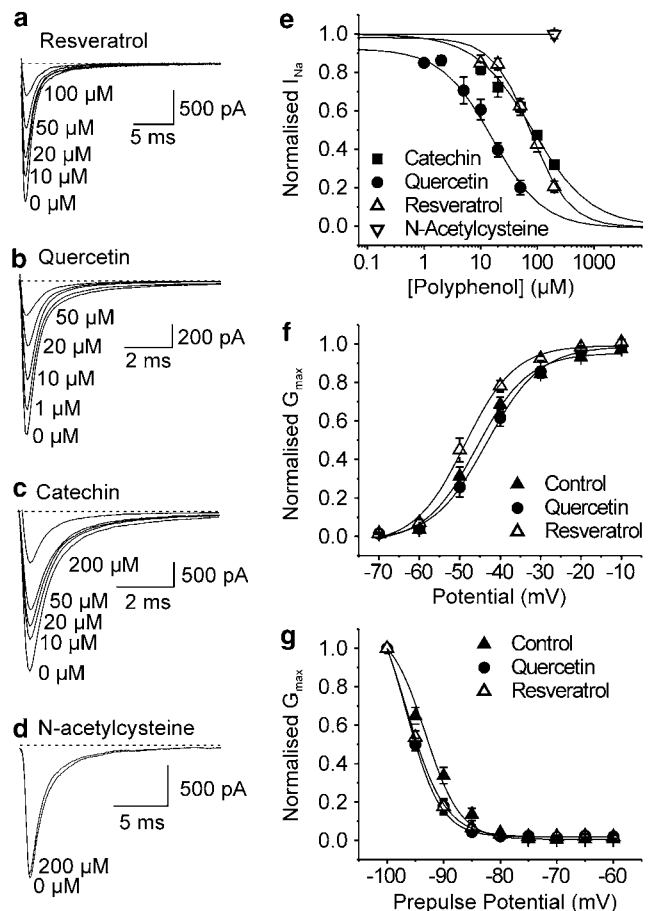 a
Resveratrol
100 µM
50 µM
20 µM
10 µM
0 µM
500 pA
5 ms
b
Quercetin
50 µM
20 µM
10 µM
1 µM
0 µM
200 pA
2 ms
c Catechin
200 µM
50 µM
20 µM
10 µM
0 µM
500 pA
2 ms
d N-acetylcysteine
200 µM
0 µM
500 pA
5 ms
e
Normalised I_Na
1.0
0.8
0.6
0.4
0.2
0.0
Catechin
Quercetin
Resveratrol
N-Acetylcysteine
0.1 10 1000
[Polyphenol] (µM)
f
Normalised G_max
1.0
0.8
0.6
0.4
0.2
0.0
Control
Quercetin
Resveratrol
-70 -60 -50 -40 -30 -20 -10
Potential (mV)
g
Normalised G_max
1.0
0.8
0.6
0.4
0.2
0.0
Control
Quercetin
Resveratrol
-100 -90 -80 -70 -60
Prepulse Potential (mV)